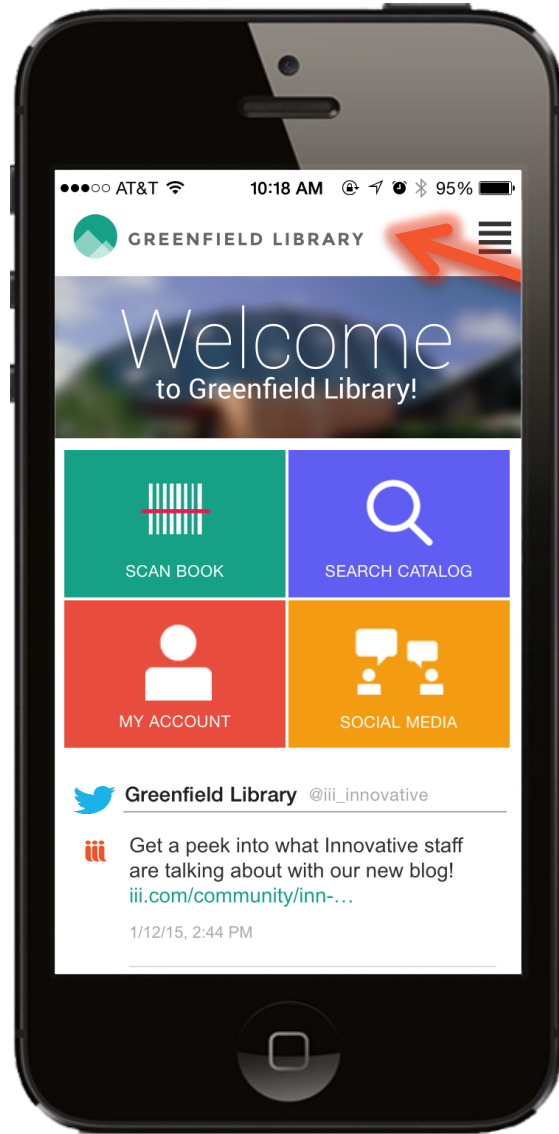 AT&T 10:18 AM 95%
GREENFIELD LIBRARY
Welcome
to Greenfield Library!
SCAN BOOK SEARCH CATALOG
MY ACCOUNT SOCIAL MEDIA
Greenfield Library @iii_innovative
iii Get a peek into what Innovative staff
are talking about with our new blog!
iii.com/community/inn-…
1/12/15, 2:44 PM